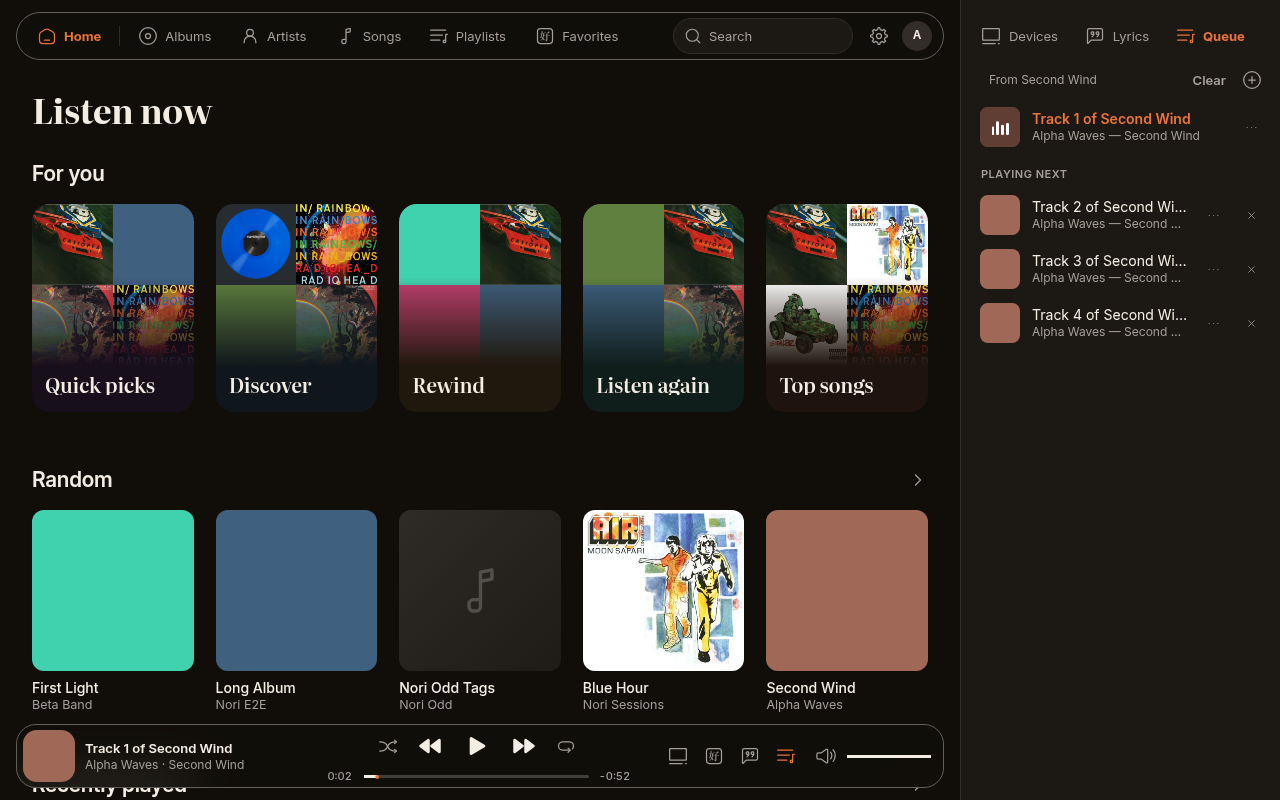 Home
Albums
Artists
Songs
Playlists
好 Favorites
Search
A
Devices
Lyrics
Queue
From Second Wind
Clear
Track 1 of Second Wind
Alpha Waves — Second Wind
PLAYING NEXT
Track 2 of Second Wi...
Alpha Waves — Second ...
Track 3 of Second Wi...
Alpha Waves — Second ...
Track 4 of Second Wi...
Alpha Waves — Second ...
Listen now
For you
Quick picks
Discover
Rewind
Listen again
Top songs
Random
AIR
MOON SAFARI
First Light
Beta Band
Long Album
Nori E2E
Nori Odd Tags
Nori Odd
Blue Hour
Nori Sessions
Second Wind
Alpha Waves
Track 1 of Second Wind
Alpha Waves · Second Wind
0:02
-0:52
好
Recently played